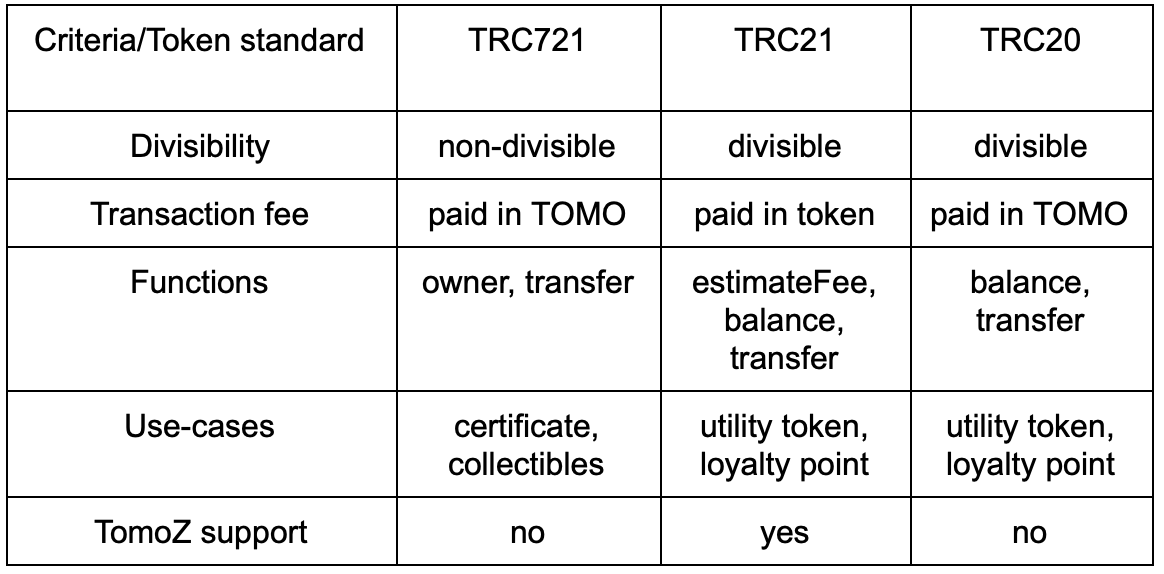 Criteria/Token standard TRC721 TRC21 TRC20
Divisibility non-divisible divisible divisible
Transaction fee paid in TOMO paid in token paid in TOMO
Functions owner, transfer estimateFee, balance,
balance, transfer
transfer
Use-cases certificate, utility token, utility token,
collectibles loyalty point loyalty point
TomoZ support no yes no